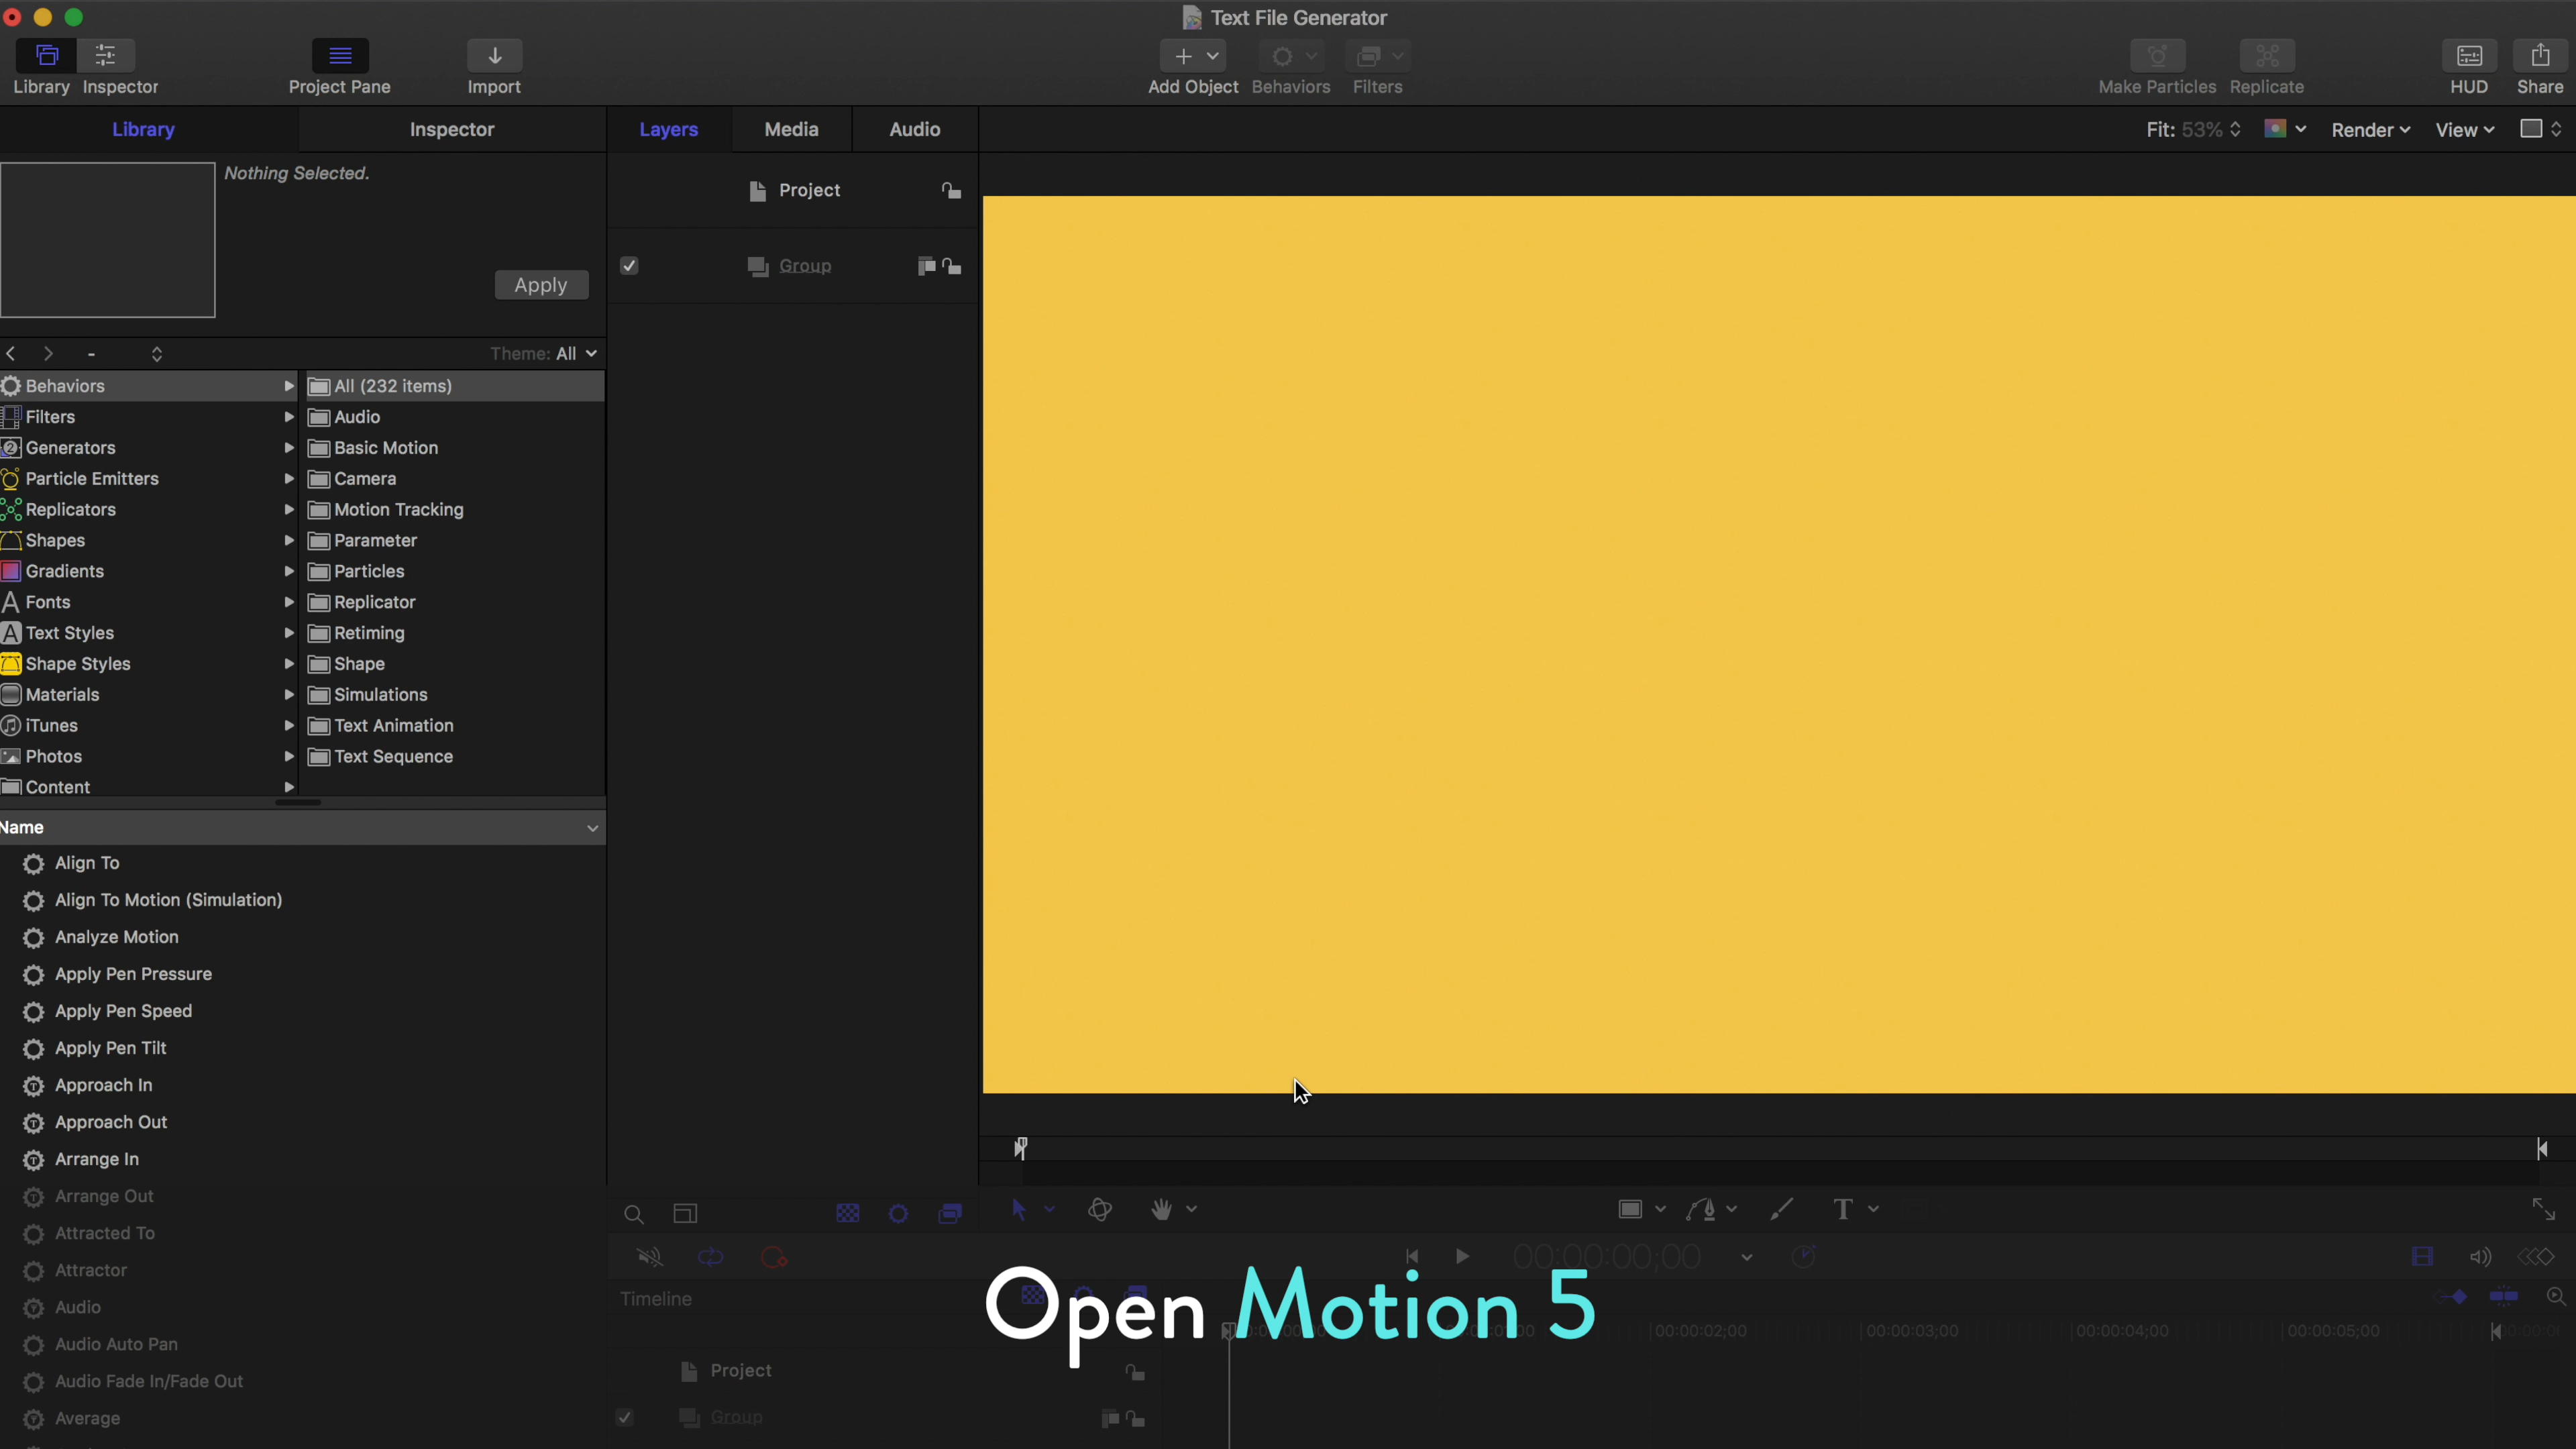 Text File Generator
Library Inspector Project Pane Import Add Object Behaviors Filters Make Particles Replicate HUD Share
Library Inspector Layers Media Audio Fit: 53% Render View
Nothing Selected.
Apply
Project
Group
- Theme: All
Behaviors
Filters
Generators
Particle Emitters
Replicators
Shapes
Gradients
Fonts
Text Styles
Shape Styles
Materials
iTunes
Photos
Content
All (232 items)
Audio
Basic Motion
Camera
Motion Tracking
Parameter
Particles
Replicator
Retiming
Shape
Simulations
Text Animation
Text Sequence
Name
Align To
Align To Motion (Simulation)
Analyze Motion
Apply Pen Pressure
Apply Pen Speed
Apply Pen Tilt
Approach In
Approach Out
Arrange In
Arrange Out
Attracted To
Attractor
Audio
Audio Auto Pan
Audio Fade In/Fade Out
Average
00:00:00;00
Timeline
Open Motion 5
00:00:02;00 00:00:03;00 00:00:04;00 00:00:05;00
Project
Group